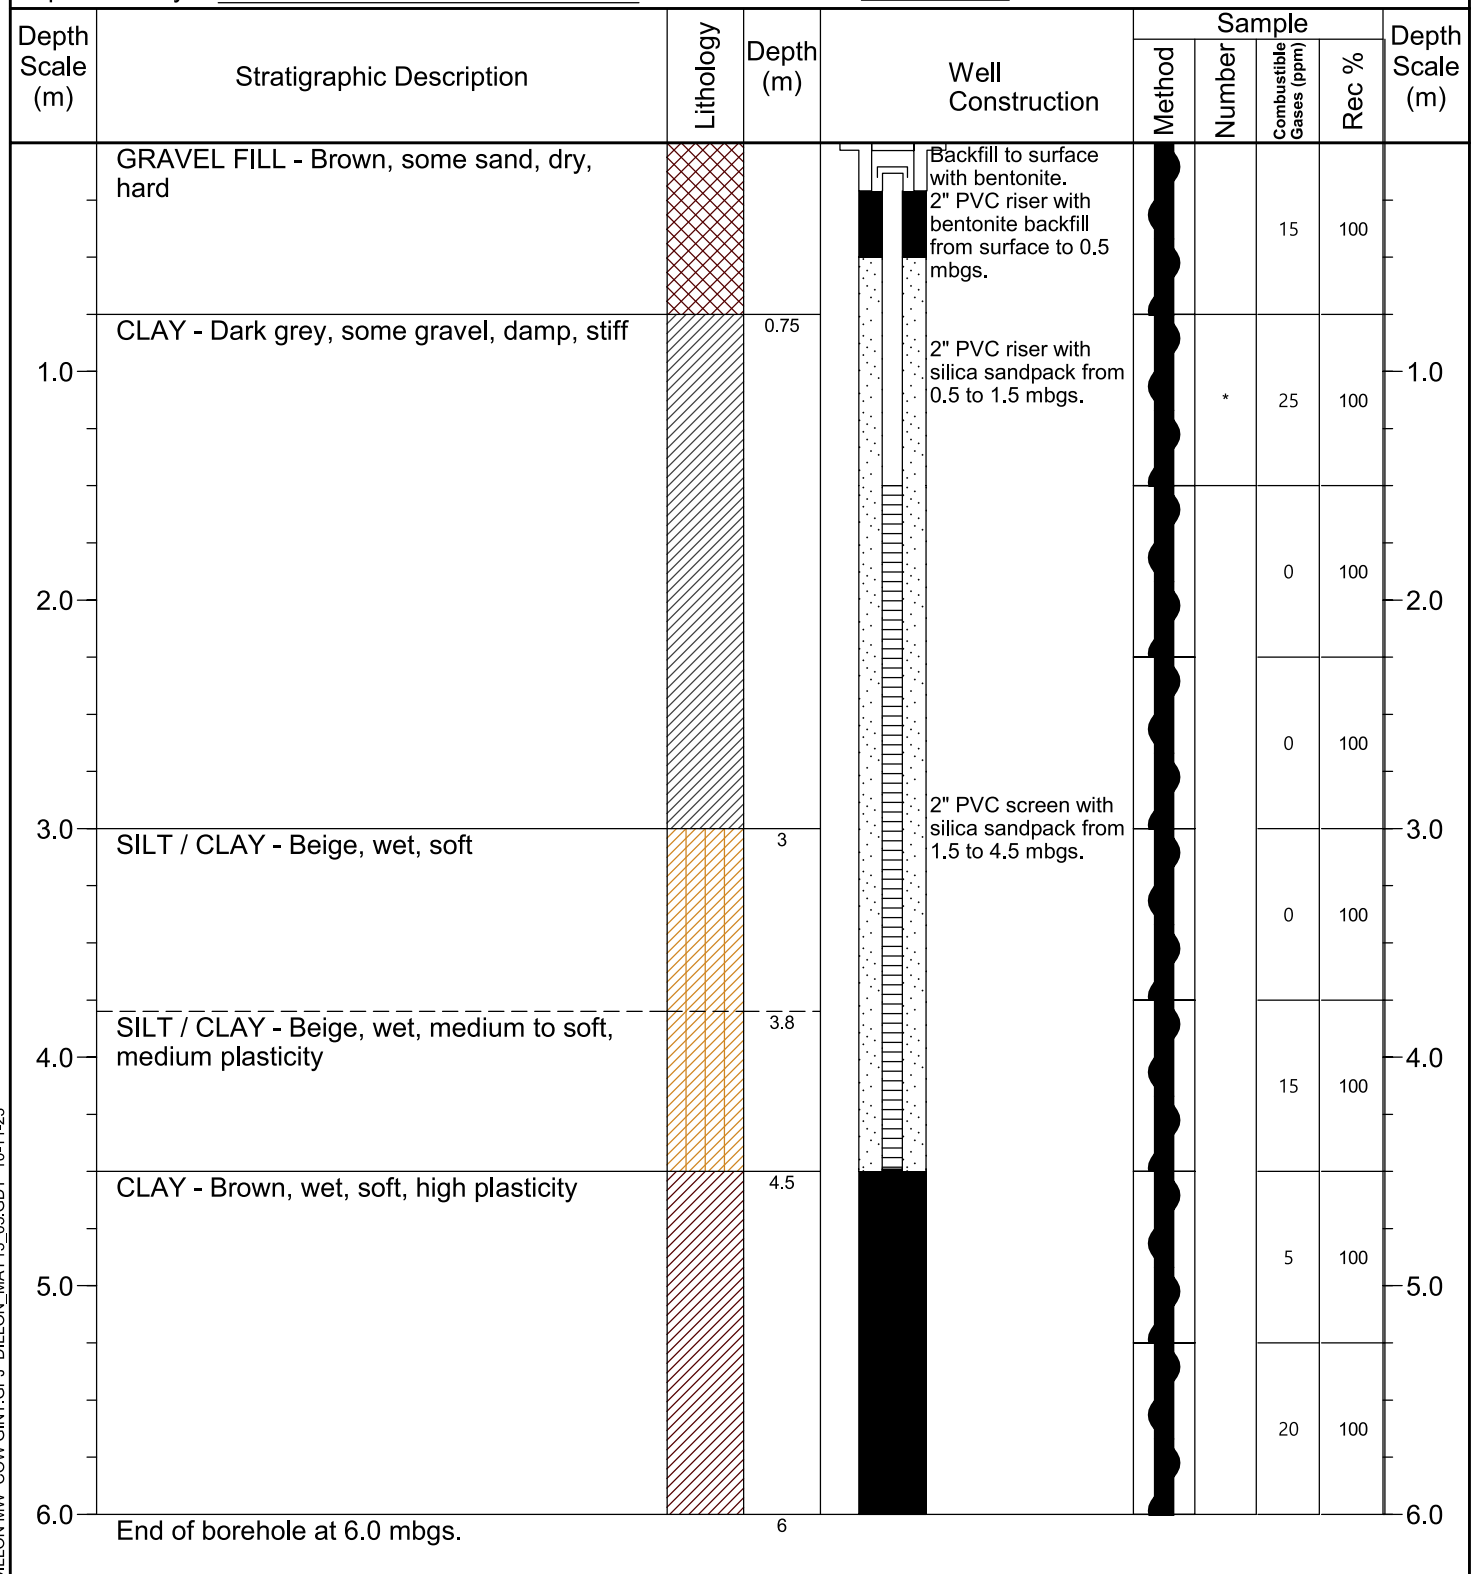 Depth
Scale
(m)
Stratigraphic Description
Lithology
Depth
(m)
Well
Construction
Sample
Method
Number
Combustible
Gases (ppm)
Rec %
Depth
Scale
(m)
GRAVEL FILL - Brown, some sand, dry,
hard
Backfill to surface
with bentonite.
2" PVC riser with
bentonite backfill
from surface to 0.5
mbgs.
15 100
CLAY - Dark grey, some gravel, damp, stiff
0.75
2" PVC riser with
silica sandpack from
0.5 to 1.5 mbgs.
1.0
* 25 100
1.0
0 100
2.0
2.0
0 100
2" PVC screen with
silica sandpack from
1.5 to 4.5 mbgs.
3.0
SILT / CLAY - Beige, wet, soft
3
3.0
0 100
SILT / CLAY - Beige, wet, medium to soft,
medium plasticity
3.8
4.0
4.0
15 100
CLAY - Brown, wet, soft, high plasticity
4.5
5 100
5.0
5.0
20 100
6.0
End of borehole at 6.0 mbgs.
6
6.0